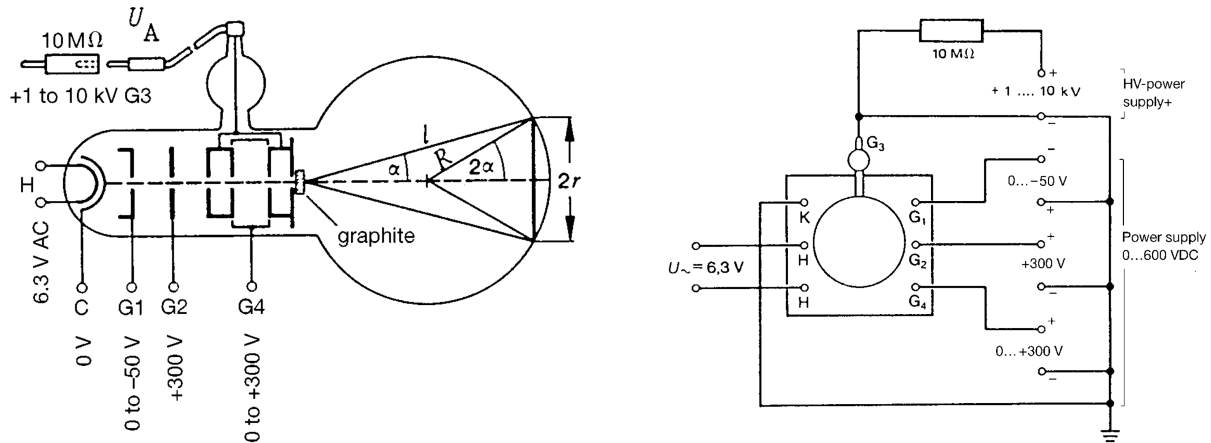 U_A
10 MΩ
+1 to 10 kV G3
l
R
α
2α
2r
H
graphite
6.3 V AC
C
G1
G2
G4
0 V
0 to –50 V
+300 V
0 to +300 V
10 MΩ
+
+ 1 .... 10 kV
–
HV-power
supply+
G₃
–
0...–50 V
K
G₁
+
H
G₂
+
+300 V
Power supply
0...600 VDC
U~ = 6,3 V
H
G₄
–
+
0... +300 V
–